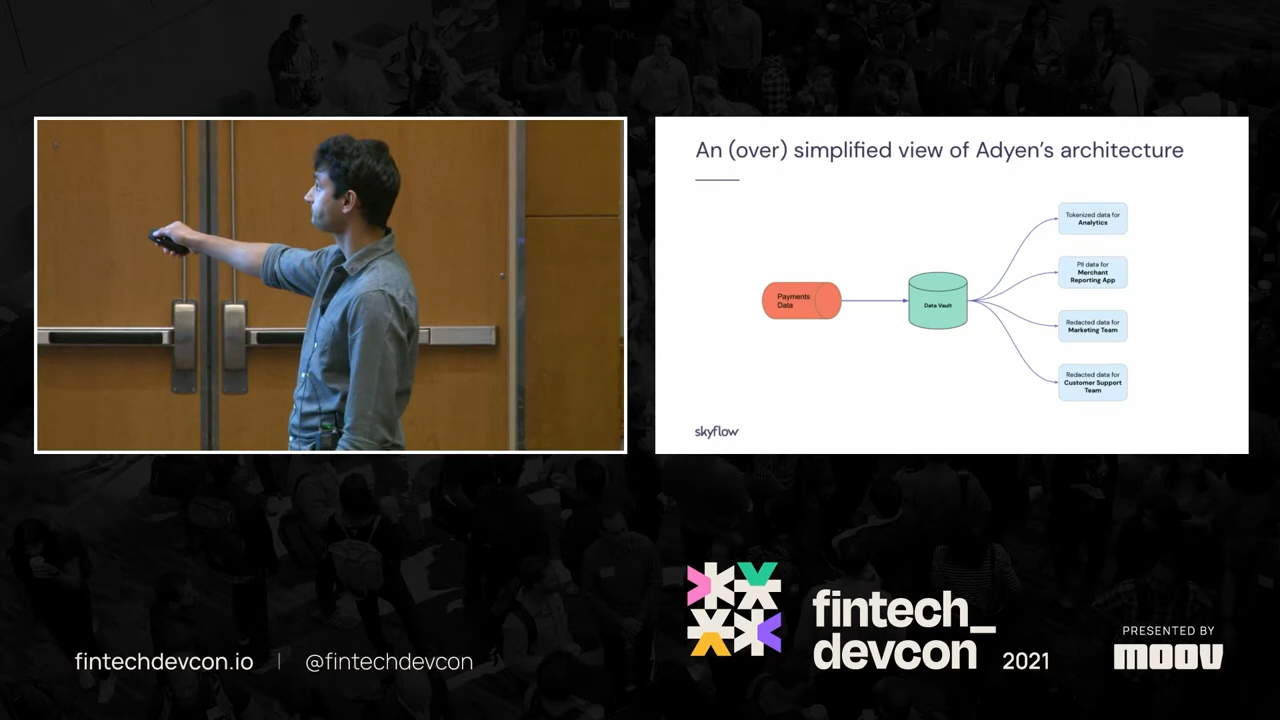 An (over) simplified view of Adyen's architecture
Payments
Data
Data Vault
Tokenized data for
Analytics
PII data for
Merchant
Reporting App
Redacted data for
Marketing Team
Redacted data for
Customer Support
Team
skyflow
fintechdevcon.io | @fintechdevcon
fintech_
devcon 2021
PRESENTED BY
moov